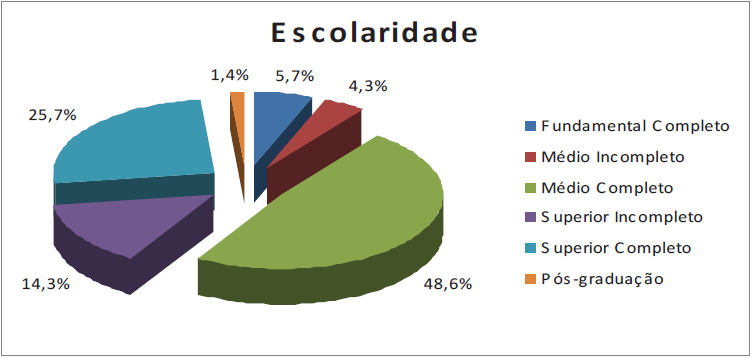 Escolaridade
1,4%
5,7%
4,3%
25,7%
14,3%
48,6%
Fundamental Completo
Médio Incompleto
Médio Completo
Superior Incompleto
Superior Completo
Pós-graduação